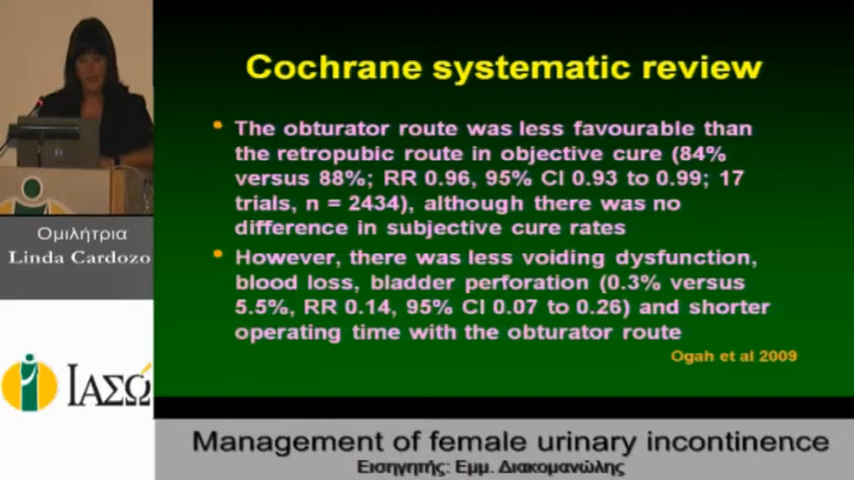 Cochrane systematic review
• The obturator route was less favourable than
the retropubic route in objective cure (84%
versus 88%; RR 0.96, 95% CI 0.93 to 0.99; 17
trials, n = 2434), although there was no
difference in subjective cure rates
• However, there was less voiding dysfunction,
blood loss, bladder perforation (0.3% versus
5.5%, RR 0.14, 95% CI 0.07 to 0.26) and shorter
operating time with the obturator route
Ogah et al 2009
Ομιλήτρια
Linda Cardozo
ΙΑΣΩ
Management of female urinary incontinence
Εισηγητής: Εμμ. Διακομανώλης